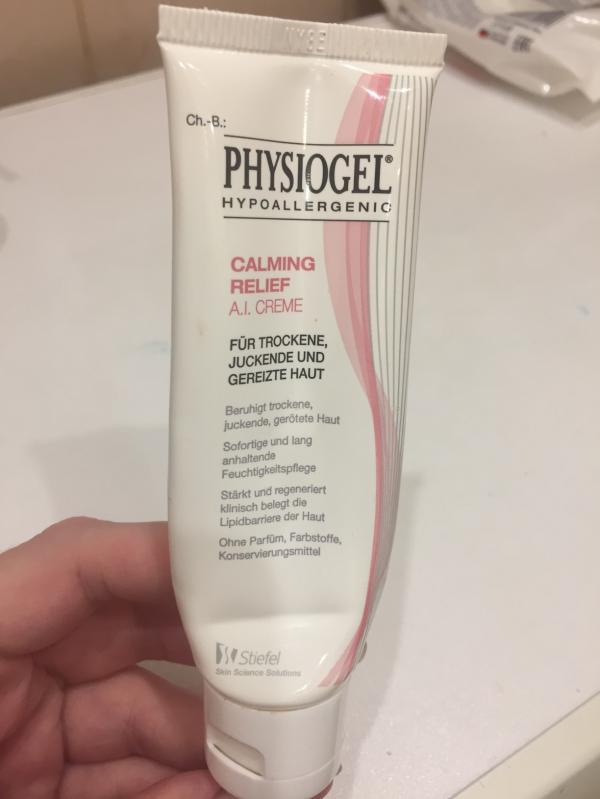 Ch.-B.:
PHYSIOGEL®
HYPOALLERGENIC
CALMING
RELIEF
A.I. CREME
FÜR TROCKENE,
JUCKENDE UND
GEREIZTE HAUT
Beruhigt trockene,
juckende, gerötete Haut
Sofortige und lang
anhaltende
Feuchtigkeitspflege
Stärkt und regeneriert
klinisch belegt die
Lipidbarriere der Haut
Ohne Parfüm, Farbstoffe,
Konservierungsmittel
Stiefel
Skin Science Solutions